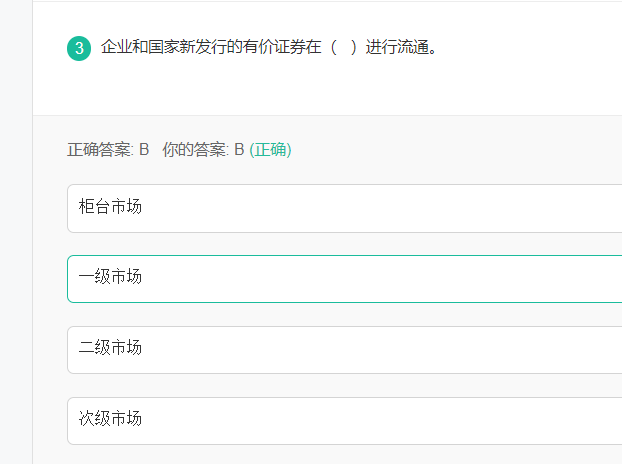 3 企业和国家新发行的有价证券在（　）进行流通。
正确答案: B 你的答案: B (正确)
柜台市场
一级市场
二级市场
次级市场